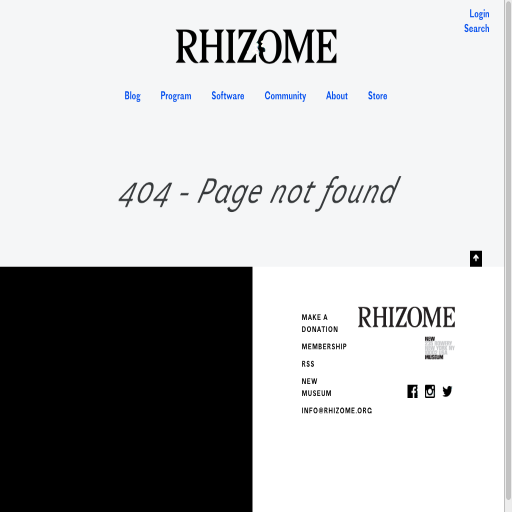 Login
Search
RHIZOME
Blog Program Software Community About Store
404 - Page not found
MAKE A
DONATION
MEMBERSHIP
RSS
NEW
MUSEUM
INFO@RHIZOME.ORG
RHIZOME
NEW
MUSEUM